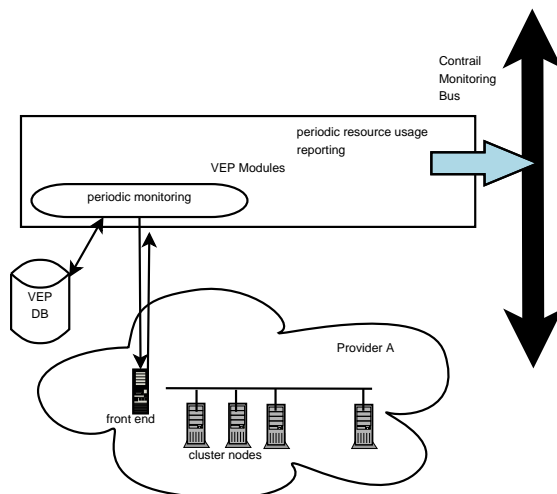 Contrail
Monitoring
Bus
periodic resource usage
reporting
VEP Modules
periodic monitoring
VEP
DB
Provider A
front end
cluster nodes